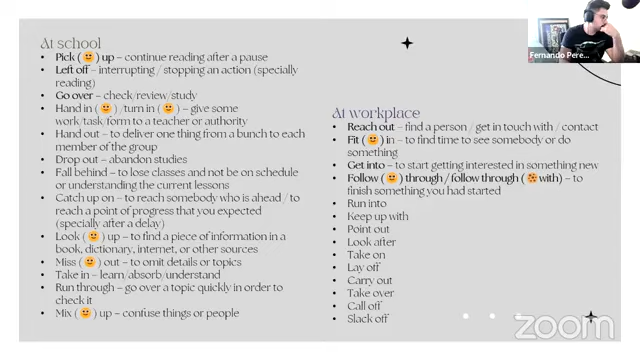 At school
• Pick (🙂) up – continue reading after a pause
• Left off – interrupting / stopping an action (specially
reading)
• Go over – check/review/study
• Hand in (🙂) /turn in (🙂) – give some
work/task/form to a teacher or authority
• Hand out – to deliver one thing from a bunch to each
member of the group
• Drop out – abandon studies
• Fall behind – to lose classes and not be on schedule
or understanding the current lessons
• Catch up on – to reach somebody who is ahead / to
reach a point of progress that you expected
(specially after a delay)
• Look (🙂) up – to find a piece of information in a
book, dictionary, internet, or other sources
• Miss (🙂) out – to omit details or topics
• Take in – learn/absorb/understand
• Run through – go over a topic quickly in order to
check it
• Mix (🙂) up – confuse things or people
At workplace
• Reach out – find a person / get in touch with / contact
• Fit (🙂) in – to find time to see somebody or do
something
• Get into – to start getting interested in something new
• Follow (🙂) through / follow through (with) – to
finish something you had started
• Run into
• Keep up with
• Point out
• Look after
• Take on
• Lay off
• Carry out
• Take over
• Call off
• Slack off
Fernando Pere...
zoom